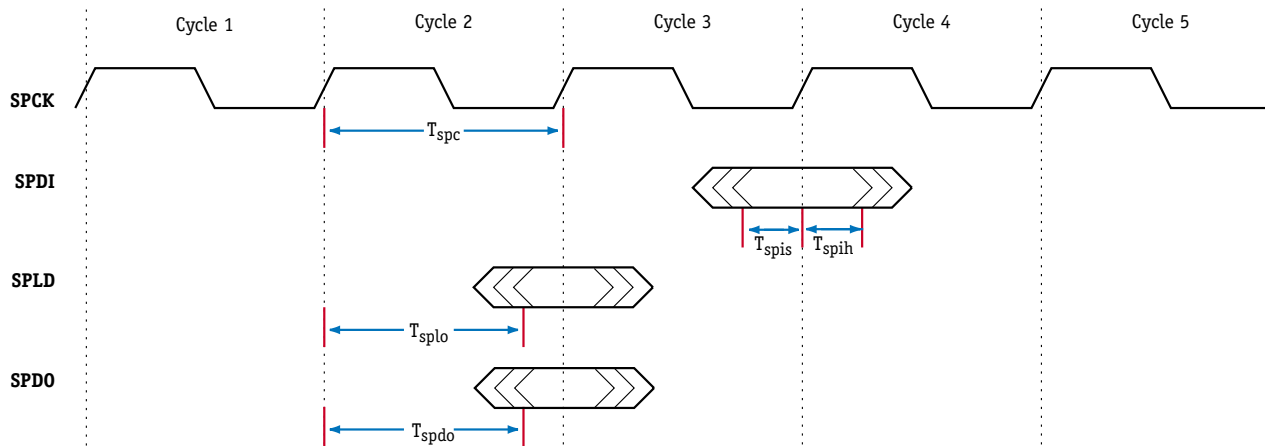 Cycle 1 Cycle 2 Cycle 3 Cycle 4 Cycle 5
SPCK
Tspc
SPDI
Tspis Tspih
SPLD
Tsplo
SPDO
Tspdo